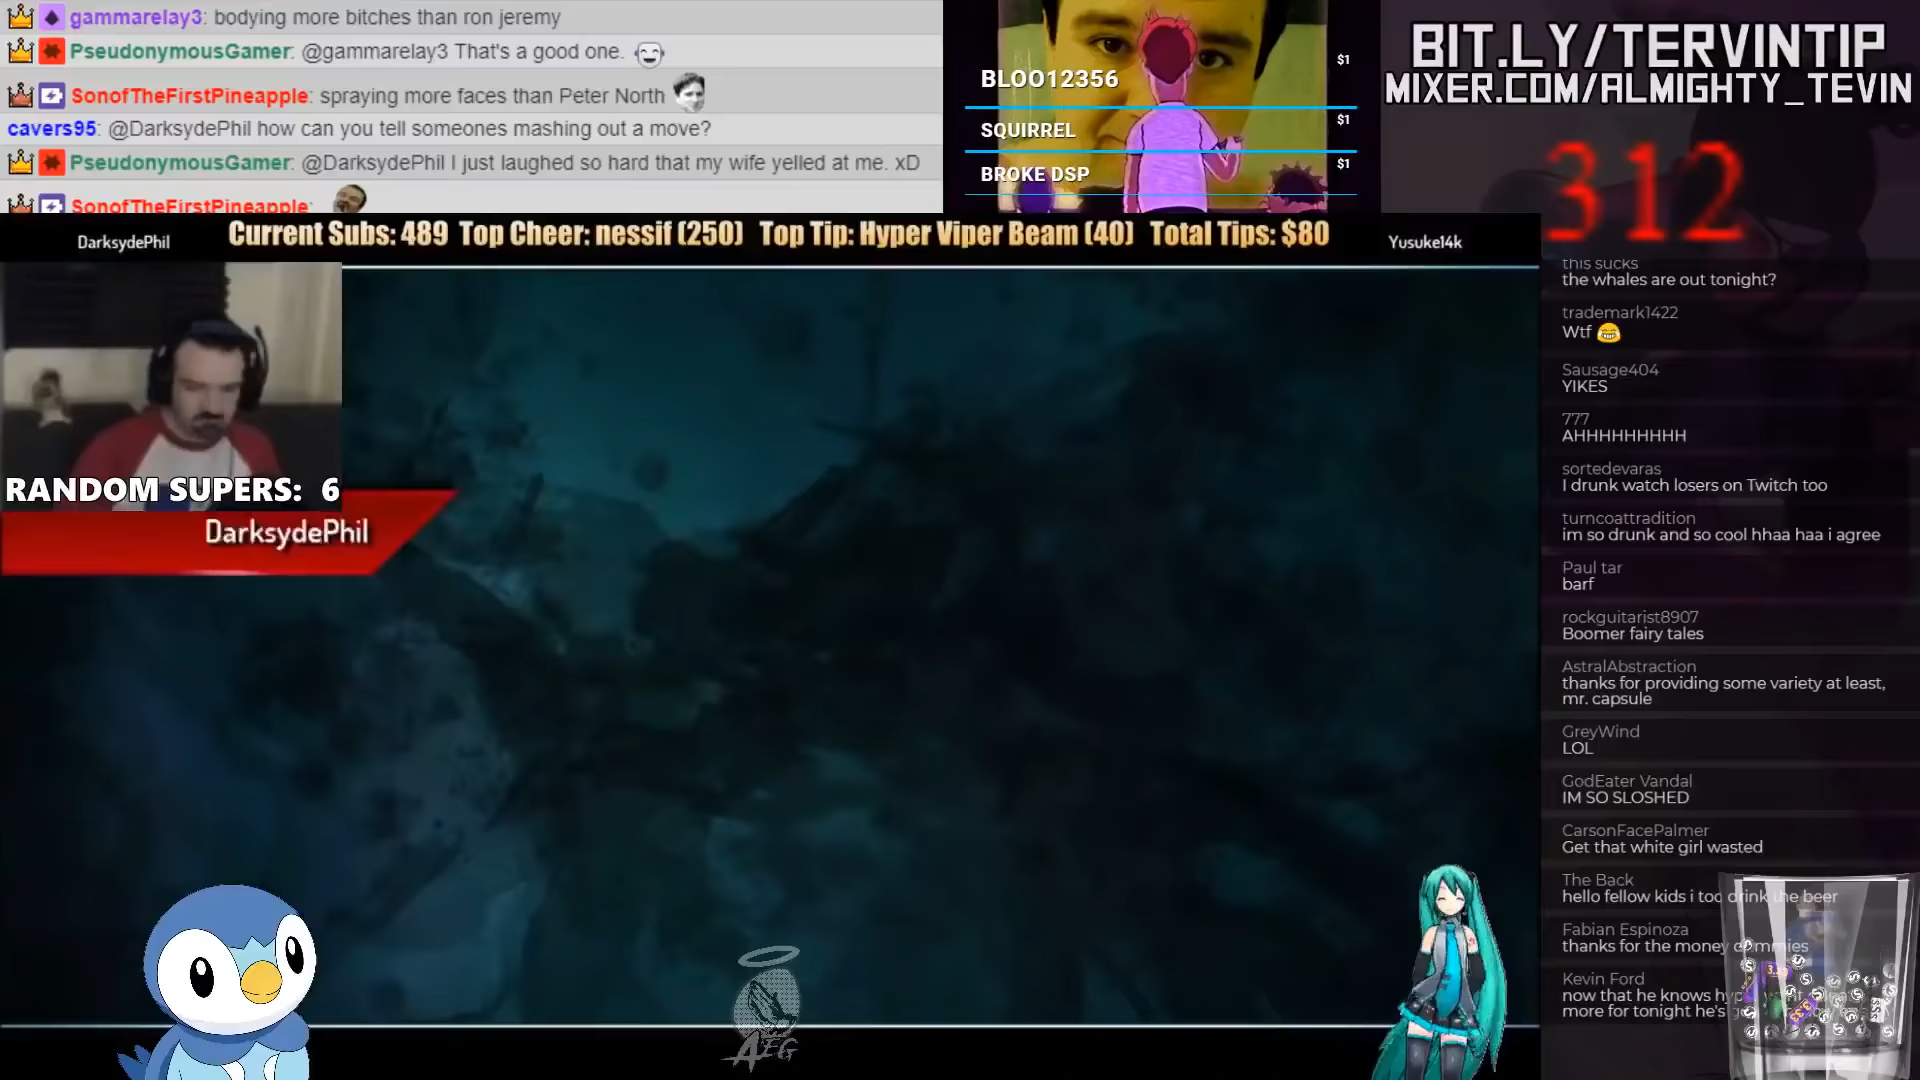 gammarelay3: bodying more bitches than ron jeremy
PseudonymousGamer: @gammarelay3 That's a good one.
SonofTheFirstPineapple: spraying more faces than Peter North
cavers95: @DarksydePhil how can you tell someones mashing out a move?
PseudonymousGamer: @DarksydePhil I just laughed so hard that my wife yelled at me. xD
SonofTheFirstPineapple:
BLOO12356 $1
SQUIRREL $1
BROKE DSP $1
BIT.LY/TERVINTIP
MIXER.COM/ALMIGHTY_TEVIN
312
DarksydePhil
Current Subs: 489 Top Cheer: nessif (250) Top Tip: Hyper Viper Beam (40) Total Tips: $80
Yusuke14k
RANDOM SUPERS: 6
DarksydePhil
this sucks
the whales are out tonight?
trademark1422
Wtf 😂
Sausage404
YIKES
777
AHHHHHHHHH
sortedevaras
I drunk watch losers on Twitch too
turncoattradition
im so drunk and so cool hhaa haa i agree
Paul tar
barf
rockguitarist8907
Boomer fairy tales
AstralAbstraction
thanks for providing some variety at least,
mr. capsule
GreyWind
LOL
GodEater Vandal
IM SO SLOSHED
CarsonFacePalmer
Get that white girl wasted
The Back
hello fellow kids i too drink the beer
Fabian Espinoza
thanks for the money
Kevin Ford
now that he knows
more for tonight he's
AEG